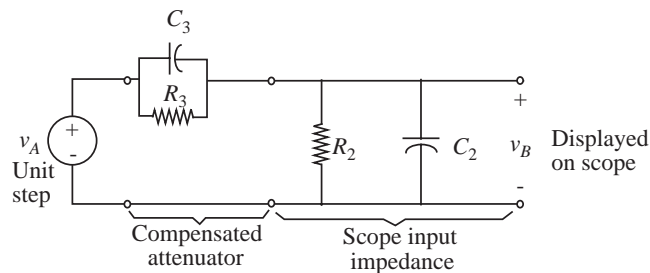 C3
R3
+
vA
-
Unit
step
R2
C2
+
vB
-
Displayed
on scope
Compensated
attenuator
Scope input
impedance